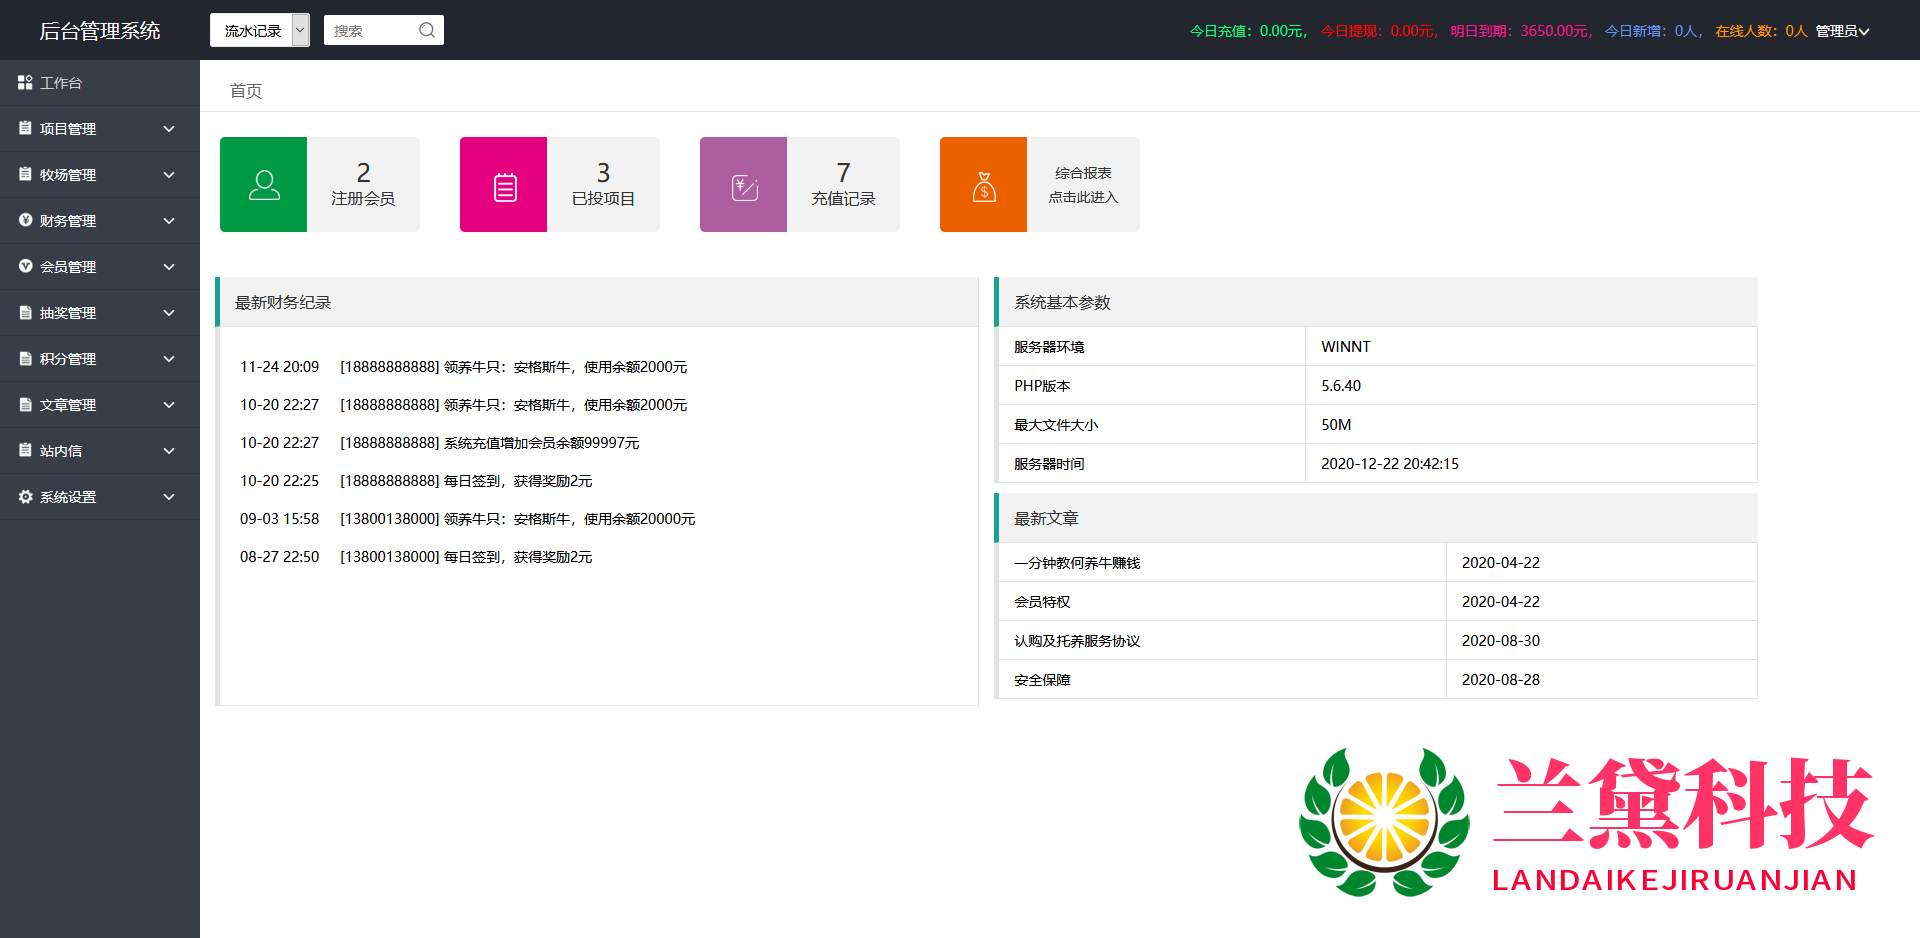 后台管理系统
流水记录
搜索
今日充值：0.00元，
今日提现：0.00元，
明日到期：3650.00元，
今日新增：0人，
在线人数：0人
管理员
工作台
项目管理
牧场管理
财务管理
会员管理
抽奖管理
积分管理
文章管理
站内信
系统设置
首页
2
注册会员
3
已投项目
7
充值记录
综合报表
点击此进入
最新财务纪录
11-24 20:09 [18888888888] 领养牛只：安格斯牛，使用余额2000元
10-20 22:27 [18888888888] 领养牛只：安格斯牛，使用余额2000元
10-20 22:27 [18888888888] 系统充值增加会员余额99997元
10-20 22:25 [18888888888] 每日签到，获得奖励2元
09-03 15:58 [13800138000] 领养牛只：安格斯牛，使用余额20000元
08-27 22:50 [13800138000] 每日签到，获得奖励2元
系统基本参数
服务器环境 WINNT
PHP版本 5.6.40
最大文件大小 50M
服务器时间 2020-12-22 20:42:15
最新文章
一分钟教何养牛赚钱 2020-04-22
会员特权 2020-04-22
认购及托养服务协议 2020-08-30
安全保障 2020-08-28
兰黛科技
LANDAIKEJIRUANJIAN